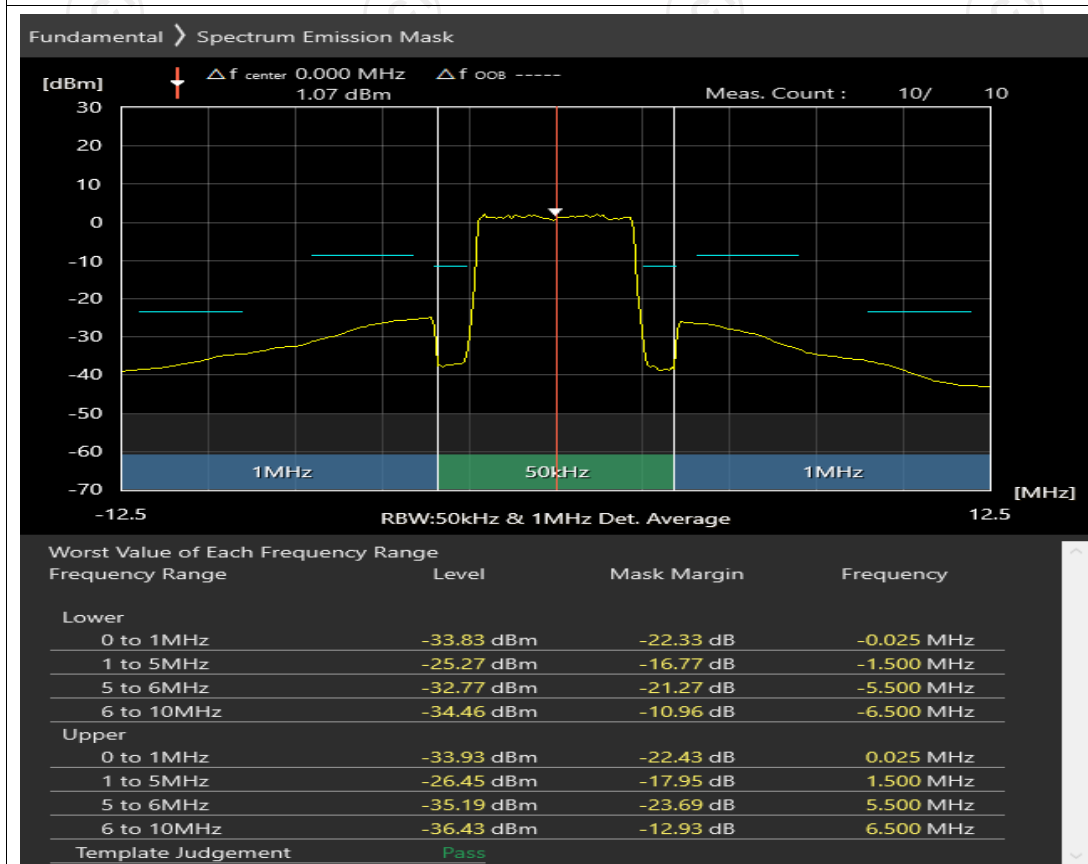 Fundamental ❯ Spectrum Emission Mask
[dBm]
△f center 0.000 MHz △f OOB -----
1.07 dBm
Meas. Count : 10/ 10
30
20
10
0
-10
-20
-30
-40
-50
-60
-70
1MHz 50kHz 1MHz
[MHz]
-12.5 RBW:50kHz & 1MHz Det. Average 12.5
Worst Value of Each Frequency Range
Frequency Range Level Mask Margin Frequency
Lower
0 to 1MHz -33.83 dBm -22.33 dB -0.025 MHz
1 to 5MHz -25.27 dBm -16.77 dB -1.500 MHz
5 to 6MHz -32.77 dBm -21.27 dB -5.500 MHz
6 to 10MHz -34.46 dBm -10.96 dB -6.500 MHz
Upper
0 to 1MHz -33.93 dBm -22.43 dB 0.025 MHz
1 to 5MHz -26.45 dBm -17.95 dB 1.500 MHz
5 to 6MHz -35.19 dBm -23.69 dB 5.500 MHz
6 to 10MHz -36.43 dBm -12.93 dB 6.500 MHz
Template Judgement Pass